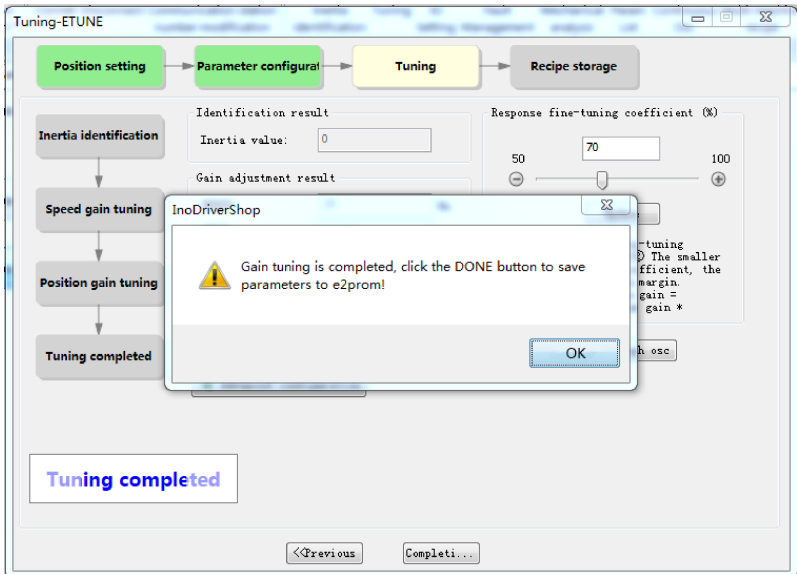 Tuning-ETUNE
Position setting
Parameter configurat
Tuning
Recipe storage
Inertia identification
Speed gain tuning
Position gain tuning
Tuning completed
Identification result
Inertia value: 0
Gain adjustment result
Response fine-tuning coefficient (%)
70
50 100
-tuning
The smaller
fficient, the
margin.
gain =
gain *
h osc
InoDriverShop
Gain tuning is completed, click the DONE button to save
parameters to e2prom!
OK
Tuning completed
<<Previous
Completi...